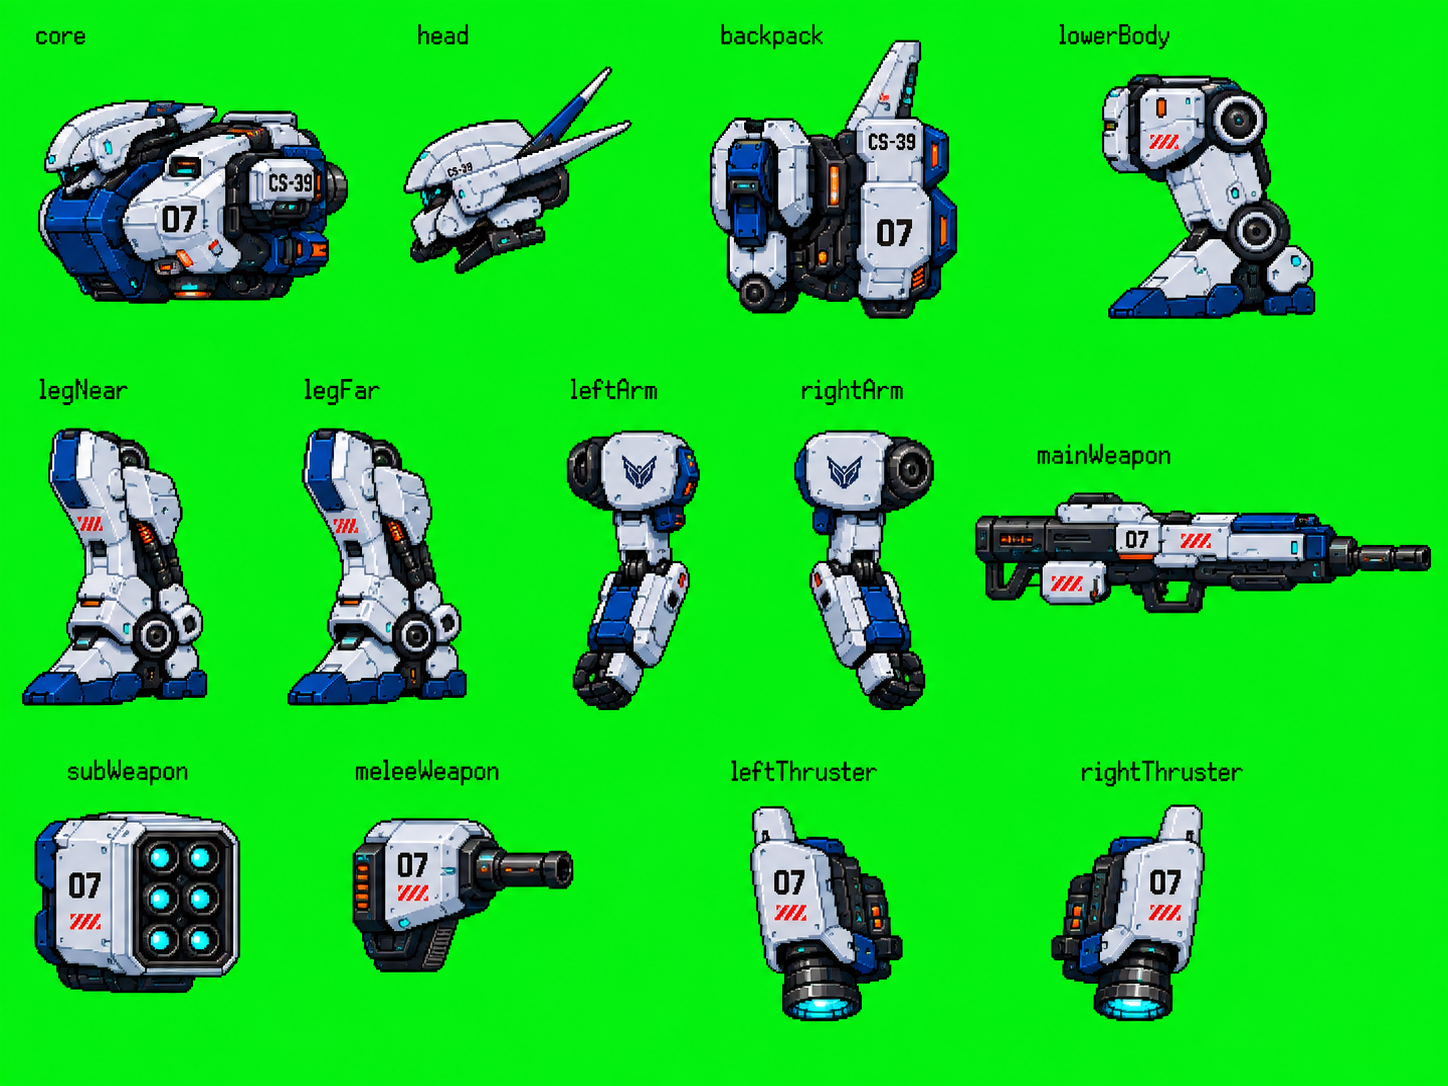 core
head
backpack
lowerBody
CS-39
07
CS-39
CS-39
07
legNear
legFar
leftArm
rightArm
mainWeapon
07
subWeapon
meleeWeapon
leftThruster
rightThruster
07
07
07
07